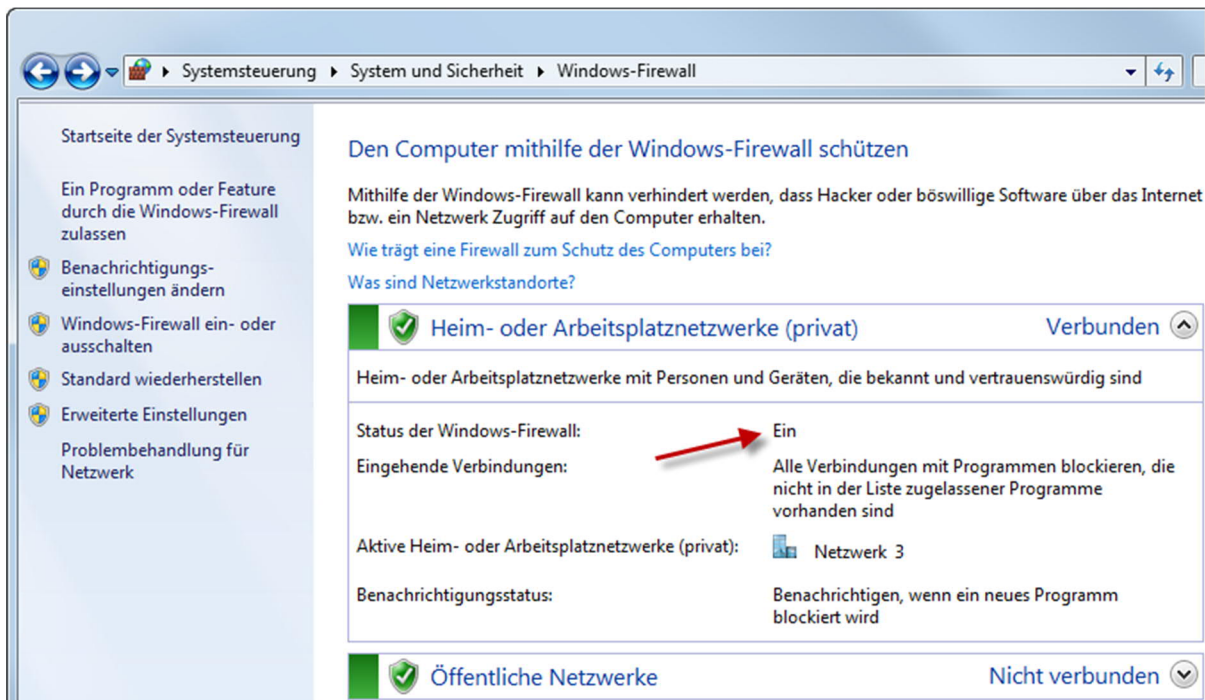 Systemsteuerung ▸ System und Sicherheit ▸ Windows-Firewall
Startseite der Systemsteuerung
Ein Programm oder Feature
durch die Windows-Firewall
zulassen
Benachrichtigungs-
einstellungen ändern
Windows-Firewall ein- oder
ausschalten
Standard wiederherstellen
Erweiterte Einstellungen
Problembehandlung für
Netzwerk
Den Computer mithilfe der Windows-Firewall schützen
Mithilfe der Windows-Firewall kann verhindert werden, dass Hacker oder böswillige Software über das Internet
bzw. ein Netzwerk Zugriff auf den Computer erhalten.
Wie trägt eine Firewall zum Schutz des Computers bei?
Was sind Netzwerkstandorte?
Heim- oder Arbeitsplatznetzwerke (privat) Verbunden
Heim- oder Arbeitsplatznetzwerke mit Personen und Geräten, die bekannt und vertrauenswürdig sind
Status der Windows-Firewall: Ein
Eingehende Verbindungen: Alle Verbindungen mit Programmen blockieren, die
nicht in der Liste zugelassener Programme
vorhanden sind
Aktive Heim- oder Arbeitsplatznetzwerke (privat): Netzwerk 3
Benachrichtigungsstatus: Benachrichtigen, wenn ein neues Programm
blockiert wird
Öffentliche Netzwerke Nicht verbunden